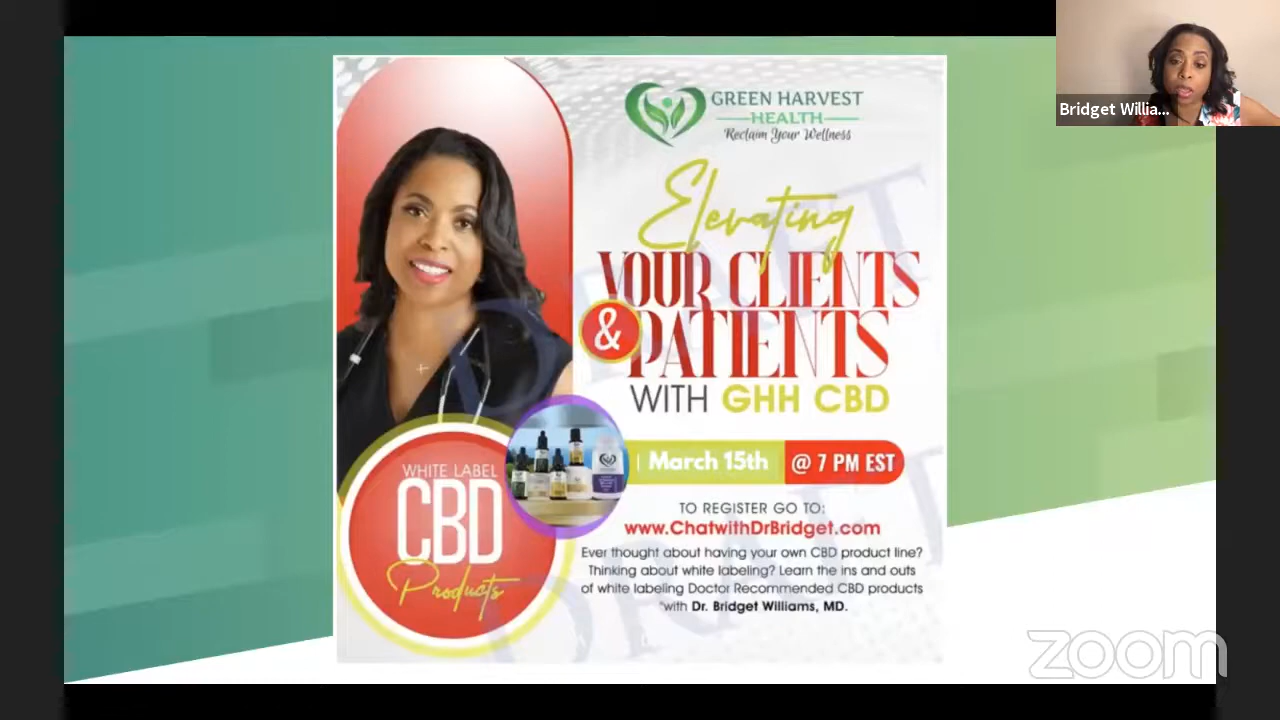 Bridget Willia...
GREEN HARVEST
HEALTH
Reclaim Your Wellness
Elevating
YOUR CLIENTS
& PATIENTS
WITH GHH CBD
| March 15th @ 7 PM EST
WHITE LABEL
CBD
Products
TO REGISTER GO TO:
www.ChatwithDrBridget.com
Ever thought about having your own CBD product line?
Thinking about white labeling? Learn the ins and outs
of white labeling Doctor Recommended CBD products
"with Dr. Bridget Williams, MD.
DRAFT
DRAFT
zoom